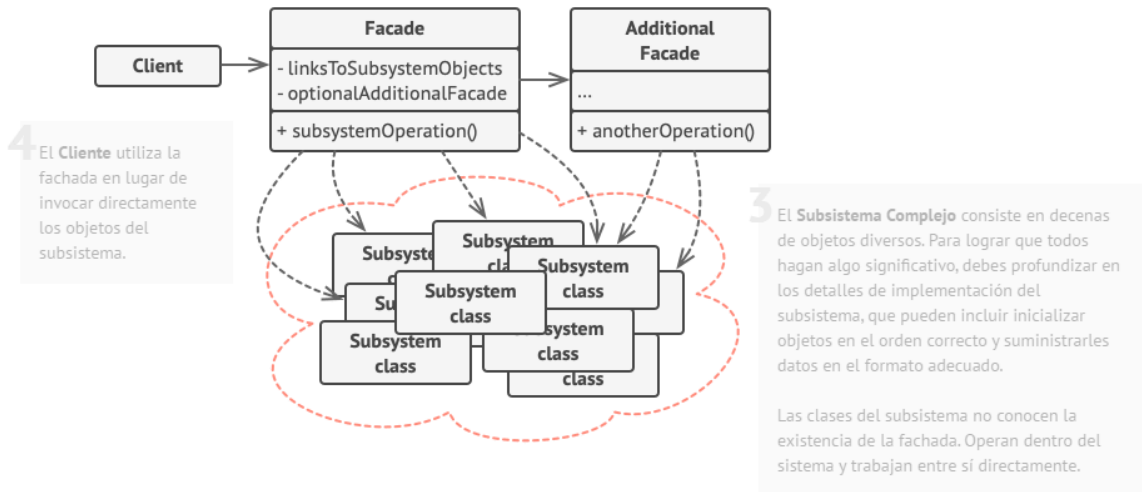 Client
Facade
- linksToSubsystemObjects
- optionalAdditionalFacade
+ subsystemOperation()
Additional
Facade
...
+ anotherOperation()
4
El Cliente utiliza la
fachada en lugar de
invocar directamente
los objetos del
subsistema.
3
El Subsistema Complejo consiste en decenas
de objetos diversos. Para lograr que todos
hagan algo significativo, debes profundizar en
los detalles de implementación del
subsistema, que pueden incluir inicializar
objetos en el orden correcto y suministrarles
datos en el formato adecuado.
Las clases del subsistema no conocen la
existencia de la fachada. Operan dentro del
sistema y trabajan entre sí directamente.
Subsystem
Subsystem
class
Subsystem
class
Subsystem
class
class
class